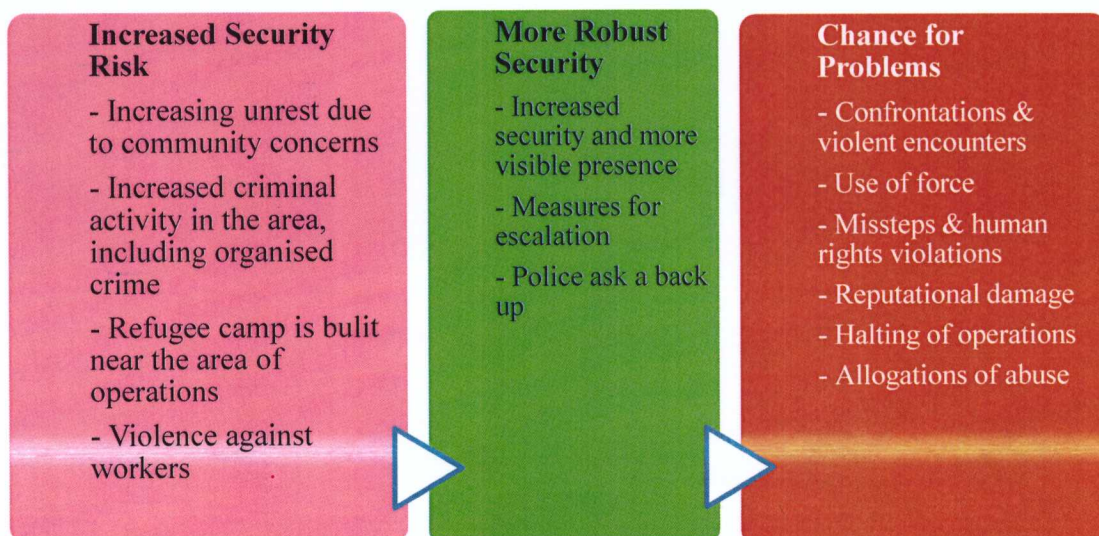 Increased Security
Risk
- Increasing unrest due
to community concerns
- Increased criminal
activity in the area,
including organised
crime
- Refugee camp is bulit
near the area of
operations
- Violence against
workers
More Robust
Security
- Increased
security and more
visible presence
- Measures for
escalation
- Police ask a back
up
Chance for
Problems
- Confrontations &
violent encounters
- Use of force
- Missteps & human
rights violations
- Reputational damage
- Halting of operations
- Allogations of abuse